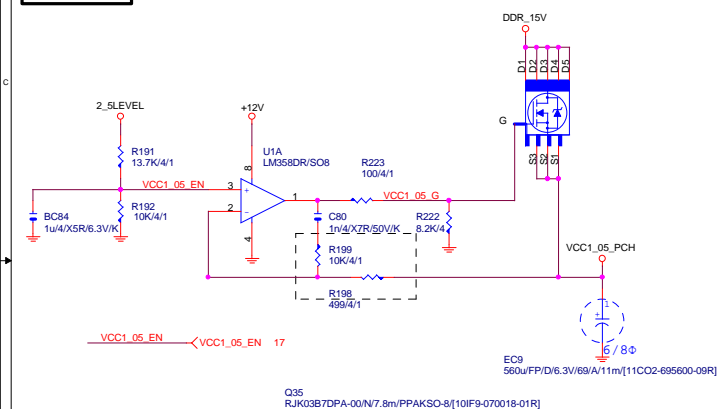 DDR_15V
D1
D2
D3
D4
D5
C
2_5LEVEL
+12V
G
R191
13.7K/4/1
8
U1A
LM358DR/SO8
R223
100/4/1
S3
S2
S1
VCC1_05_EN
3
+
1
VCC1_05_G
2
-
BC84
1u/4/X5R/6.3V/K
R192
10K/4/1
4
C80
1n/4/X7R/50V/K
R222
8.2K/4
VCC1_05_PCH
R199
10K/4/1
R198
499/4/1
1
+
6/8Φ
VCC1_05_EN
VCC1_05_EN 17
EC9
560u/FP/D/6.3V/69/A/11m/[11CO2-695600-09R]
Q35
RJK03B7DPA-00/N/7.8m/PPAKSO-8/[10IF9-070018-01R]